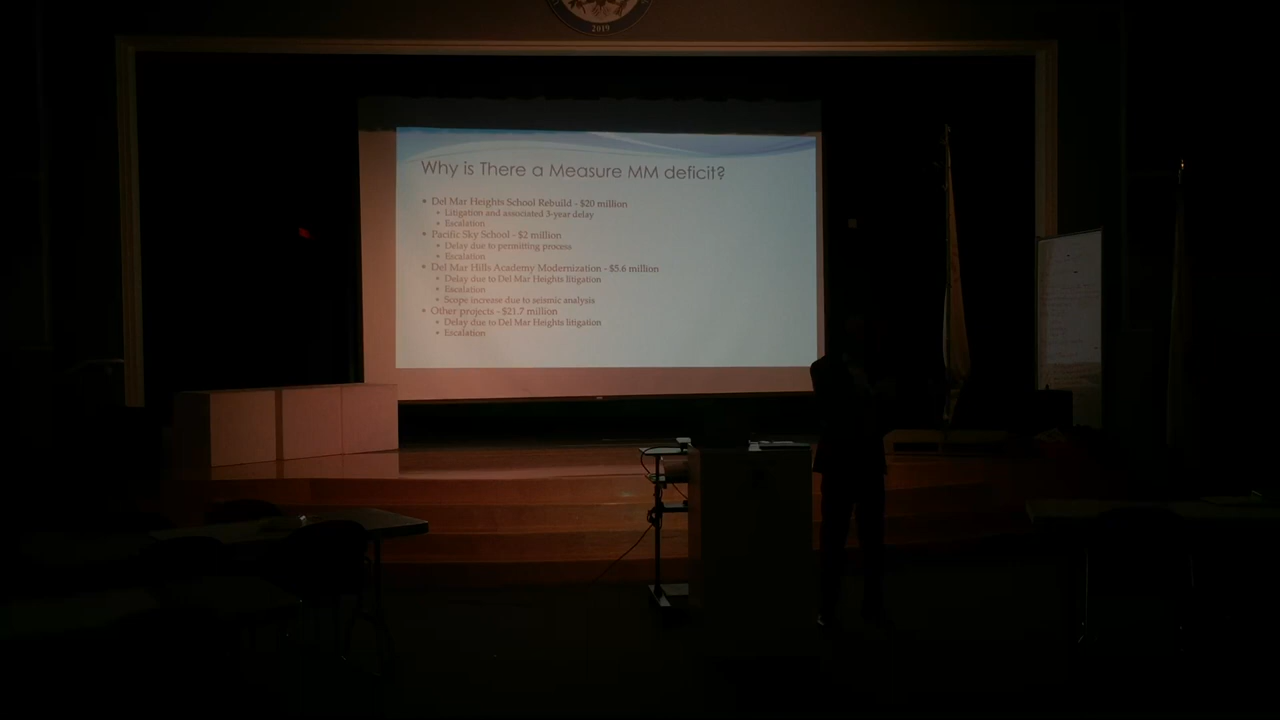 2019
Why is There a Measure MM deficit?
• Del Mar Heights School Rebuild - $20 million
• Litigation and associated 3-year delay
• Escalation
• Pacific Sky School - $2 million
• Delay due to permitting process
• Escalation
• Del Mar Hills Academy Modernization - $5.6 million
• Delay due to Del Mar Heights litigation
• Escalation
• Scope increase due to seismic analysis
• Other projects - $21.7 million
• Delay due to Del Mar Heights litigation
• Escalation